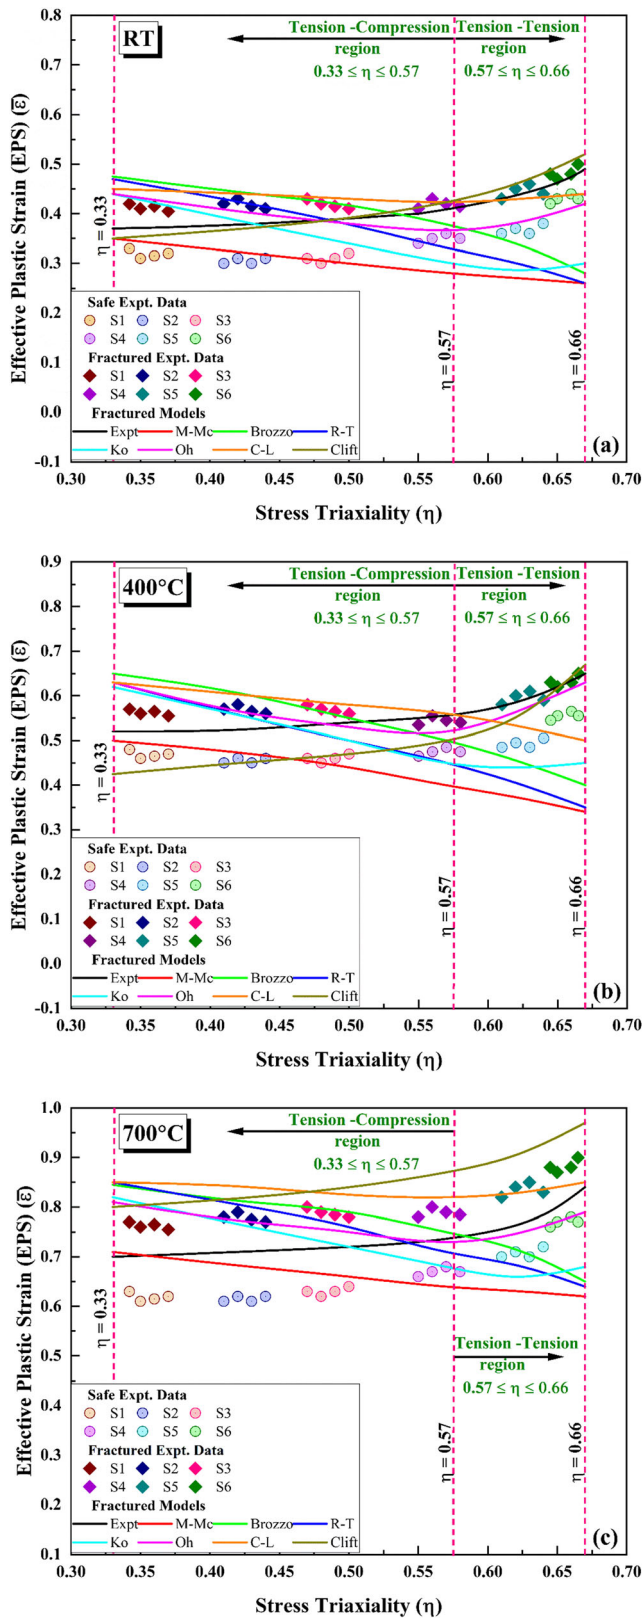 RT
Tension -Compression
region
0.33 ≤ η ≤ 0.57
Tension -Tension
region
0.57 ≤ η ≤ 0.66
Effective Plastic Strain (EPS) (ε̅)
0.8
0.7
0.6
0.5
0.4
0.3
0.2
0.1
0.0
-0.1
η = 0.33
η = 0.57
η = 0.66
Safe Expt. Data
S1 S2 S3
S4 S5 S6
Fractured Expt. Data
S1 S2 S3
S4 S5 S6
Fractured Models
Expt M-Mc Brozzo R-T
Ko Oh C-L Clift
(a)
0.30 0.35 0.40 0.45 0.50 0.55 0.60 0.65 0.70
Stress Triaxiality (η)
400°C
Tension -Compression
region
0.33 ≤ η ≤ 0.57
Tension -Tension
region
0.57 ≤ η ≤ 0.66
Effective Plastic Strain (EPS) (ε̅)
0.9
0.8
0.7
0.6
0.5
0.4
0.3
0.2
0.1
0.0
-0.1
η = 0.33
η = 0.57
η = 0.66
Safe Expt. Data
S1 S2 S3
S4 S5 S6
Fractured Expt. Data
S1 S2 S3
S4 S5 S6
Fractured Models
Expt M-Mc Brozzo R-T
Ko Oh C-L Clift
(b)
0.30 0.35 0.40 0.45 0.50 0.55 0.60 0.65 0.70
Stress Triaxiality (η)
700°C
Tension -Compression
region
0.33 ≤ η ≤ 0.57
Effective Plastic Strain (EPS) (ε̅)
1.0
0.9
0.8
0.7
0.6
0.5
0.4
0.3
0.2
0.1
η = 0.33
Tension -Tension
region
0.57 ≤ η ≤ 0.66
η = 0.57
η = 0.66
Safe Expt. Data
S1 S2 S3
S4 S5 S6
Fractured Expt. Data
S1 S2 S3
S4 S5 S6
Fractured Models
Expt M-Mc Brozzo R-T
Ko Oh C-L Clift
(c)
0.30 0.35 0.40 0.45 0.50 0.55 0.60 0.65 0.70
Stress Triaxiality (η)